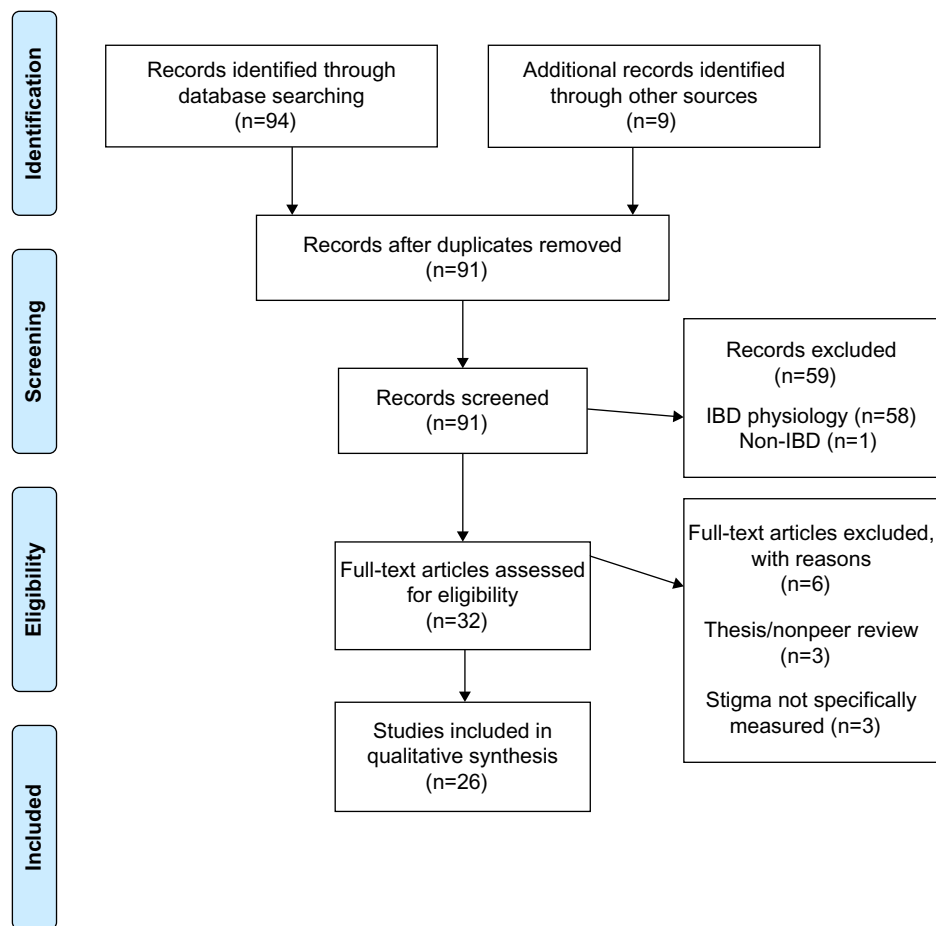 Identification
Records identified through
database searching
(n=94)
Additional records identified
through other sources
(n=9)
Records after duplicates removed
(n=91)
Screening
Records screened
(n=91)
Records excluded
(n=59)
IBD physiology (n=58)
Non-IBD (n=1)
Eligibility
Full-text articles assessed
for eligibility
(n=32)
Full-text articles excluded,
with reasons
(n=6)
Thesis/nonpeer review
(n=3)
Stigma not specifically
measured (n=3)
Included
Studies included in
qualitative synthesis
(n=26)